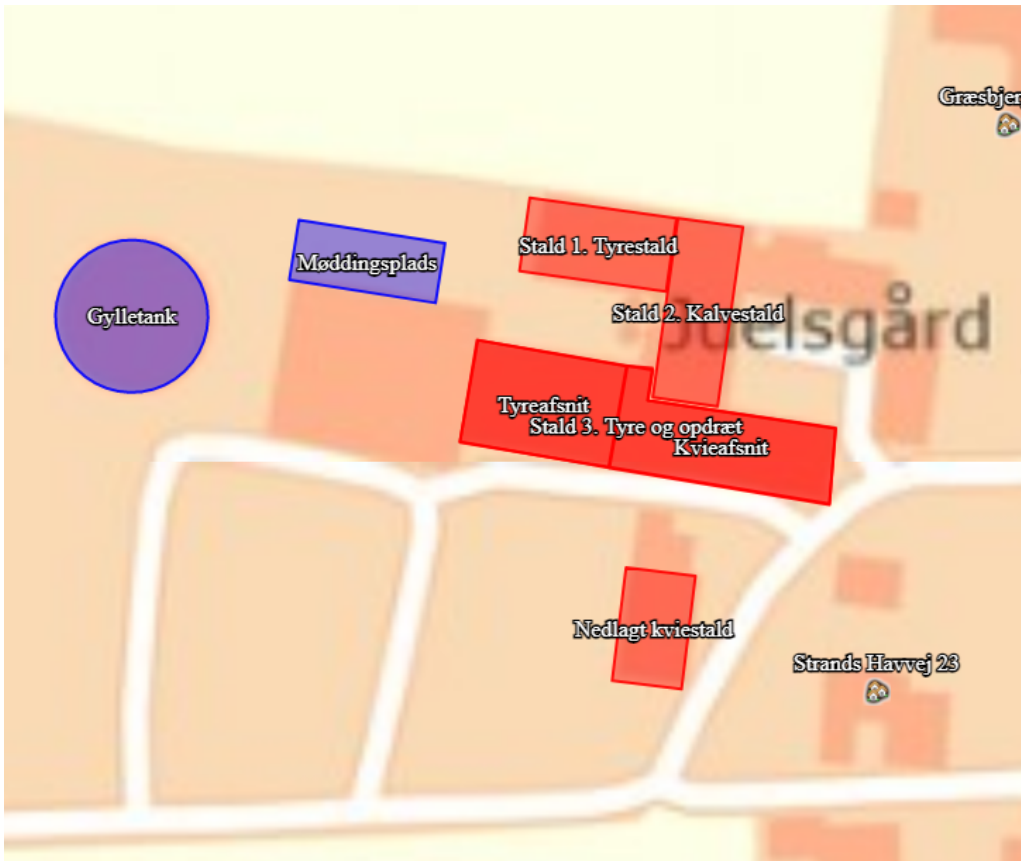 Græsbjer
Stald 1. Tyrestald
Møddingsplads
Gylletank
Stald 2. Kalvestald
Juelsgård
Tyreafsnit
Stald 3. Tyre og opdræt
Kvieafsnit
Nedlagt kviestald
Strands Havvej 23